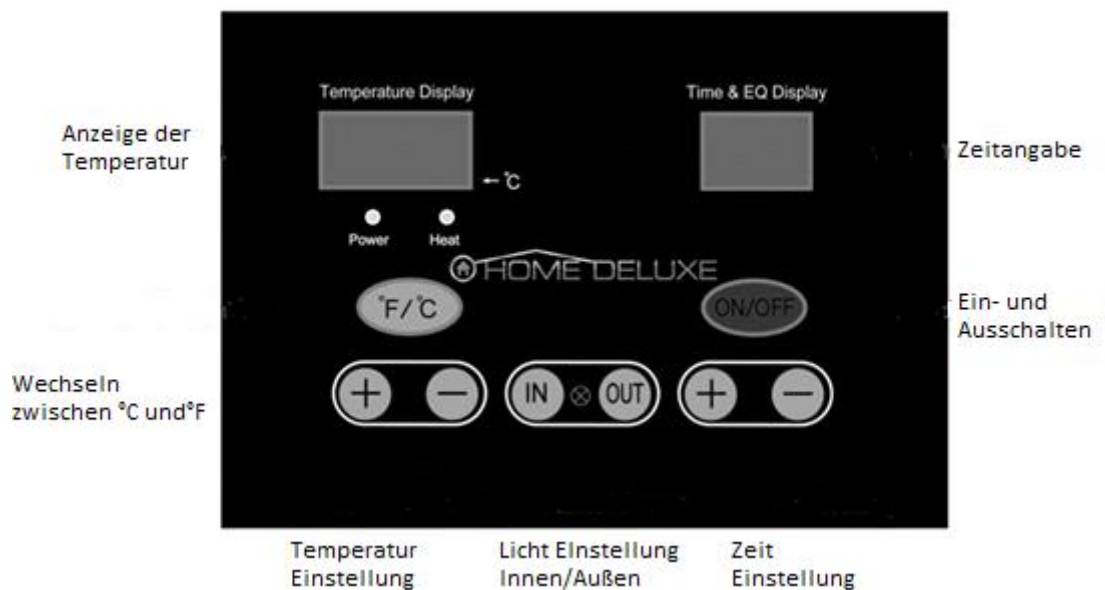 Temperature Display
Time & EQ Display
Anzeige der
Temperatur
Zeitangabe
←°C
Power
Heat
HOME DELUXE
°F/°C
ON/OFF
Ein- und
Ausschalten
Wechseln
zwischen °C und°F
+ −
IN ⊗ OUT
+ −
Temperatur
Einstellung
Licht EInstellung
Innen/Außen
Zeit
Einstellung